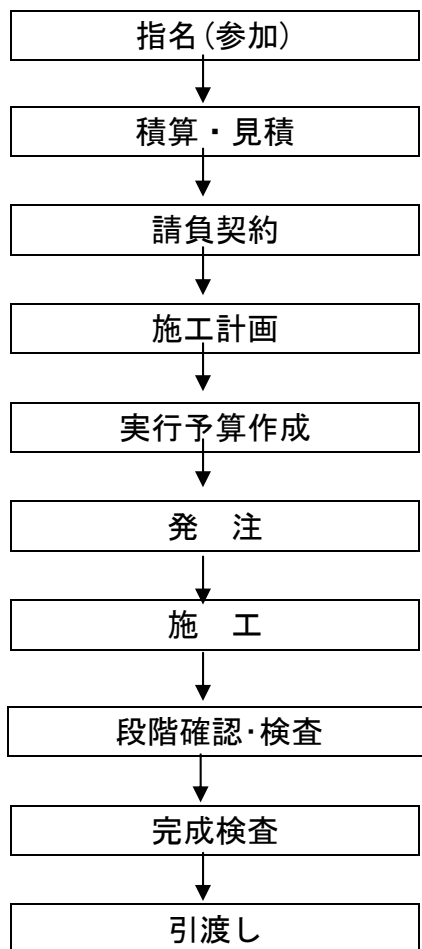 指名(参加)
積算・見積
請負契約
施工計画
実行予算作成
発　注
施　工
段階確認・検査
完成検査
引渡し